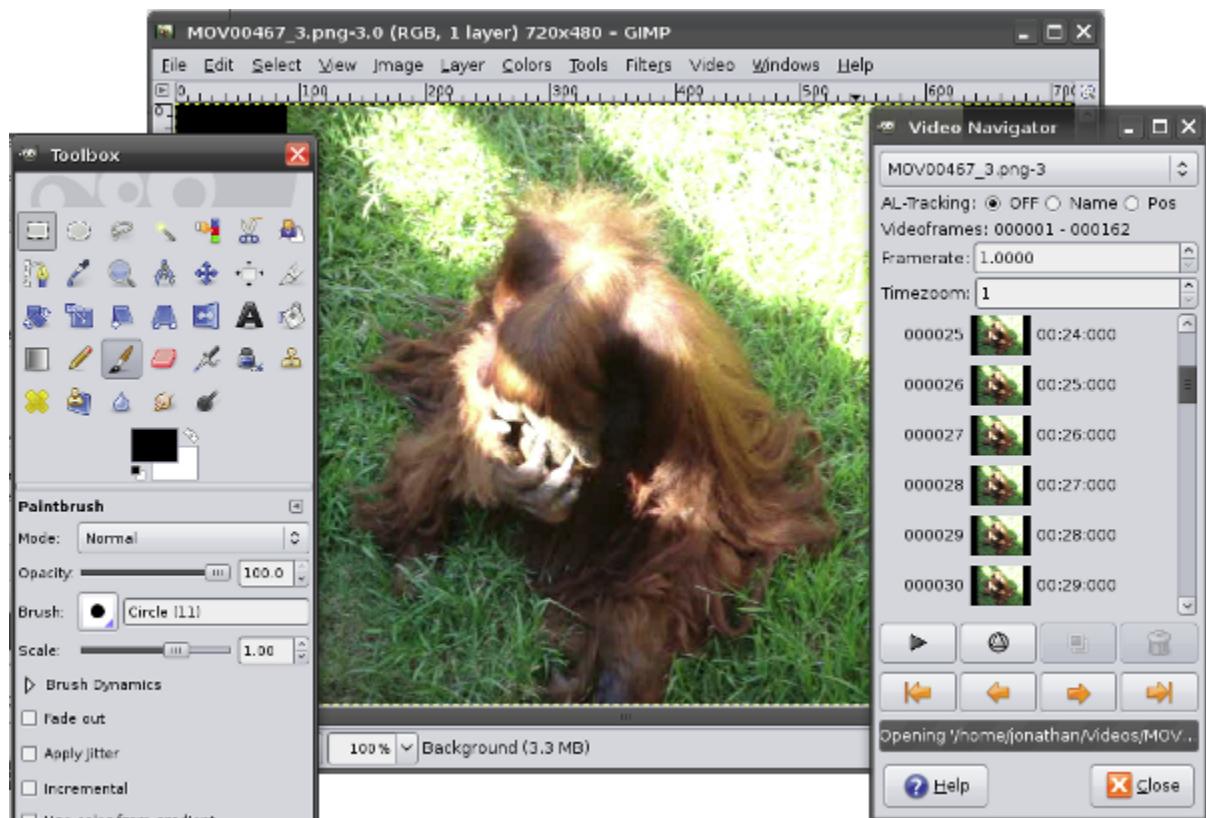 MOV00467_3.png-3.0 (RGB, 1 layer) 720x480 – GIMP
File Edit Select View Image Layer Colors Tools Filters Video Windows Help
0 100 200 300 400 500 600 700
0
Toolbox
Paintbrush
Mode: Normal
Opacity: 100.0
Brush: Circle (11)
Scale: 1.00
Brush Dynamics
Fade out
Apply Jitter
Incremental
100% Background (3.3 MB)
Video Navigator
MOV00467_3.png-3
AL-Tracking: OFF Name Pos
Videoframes: 000001 - 000162
Framerate: 1.0000
Timezoom: 1
000025 00:24:000
000026 00:25:000
000027 00:26:000
000028 00:27:000
000029 00:28:000
000030 00:29:000
Opening '/home/jonathan/Videos/MOV...
Help Close